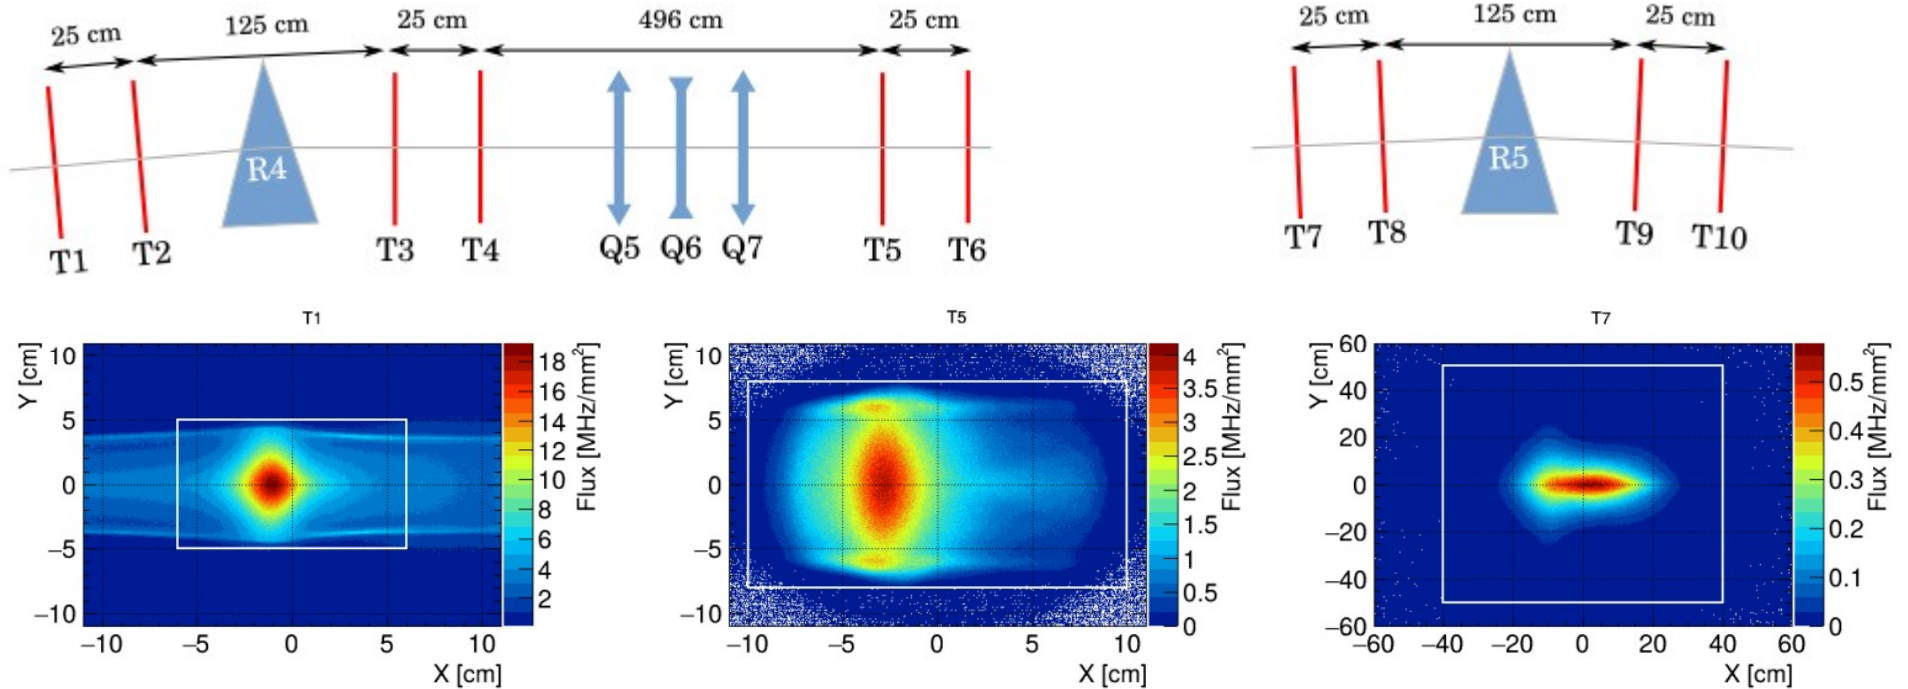 25 cm 125 cm 25 cm 496 cm 25 cm
25 cm 125 cm 25 cm
R4
R5
T1 T2 T3 T4 Q5 Q6 Q7 T5 T6
T7 T8 T9 T10
T1
Y [cm]
10
5
0
−5
−10
−10 −5 0 5 10
X [cm]
18
16
14
12
10
8
6
4
2
Flux [MHz/mm²]
T5
Y [cm]
10
5
0
−5
−10
−10 −5 0 5 10
X [cm]
4
3.5
3
2.5
2
1.5
1
0.5
0
Flux [MHz/mm²]
T7
Y [cm]
60
40
20
0
−20
−40
−60
−60 −40 −20 0 20 40 60
X [cm]
0.5
0.4
0.3
0.2
0.1
0
Flux [MHz/mm²]